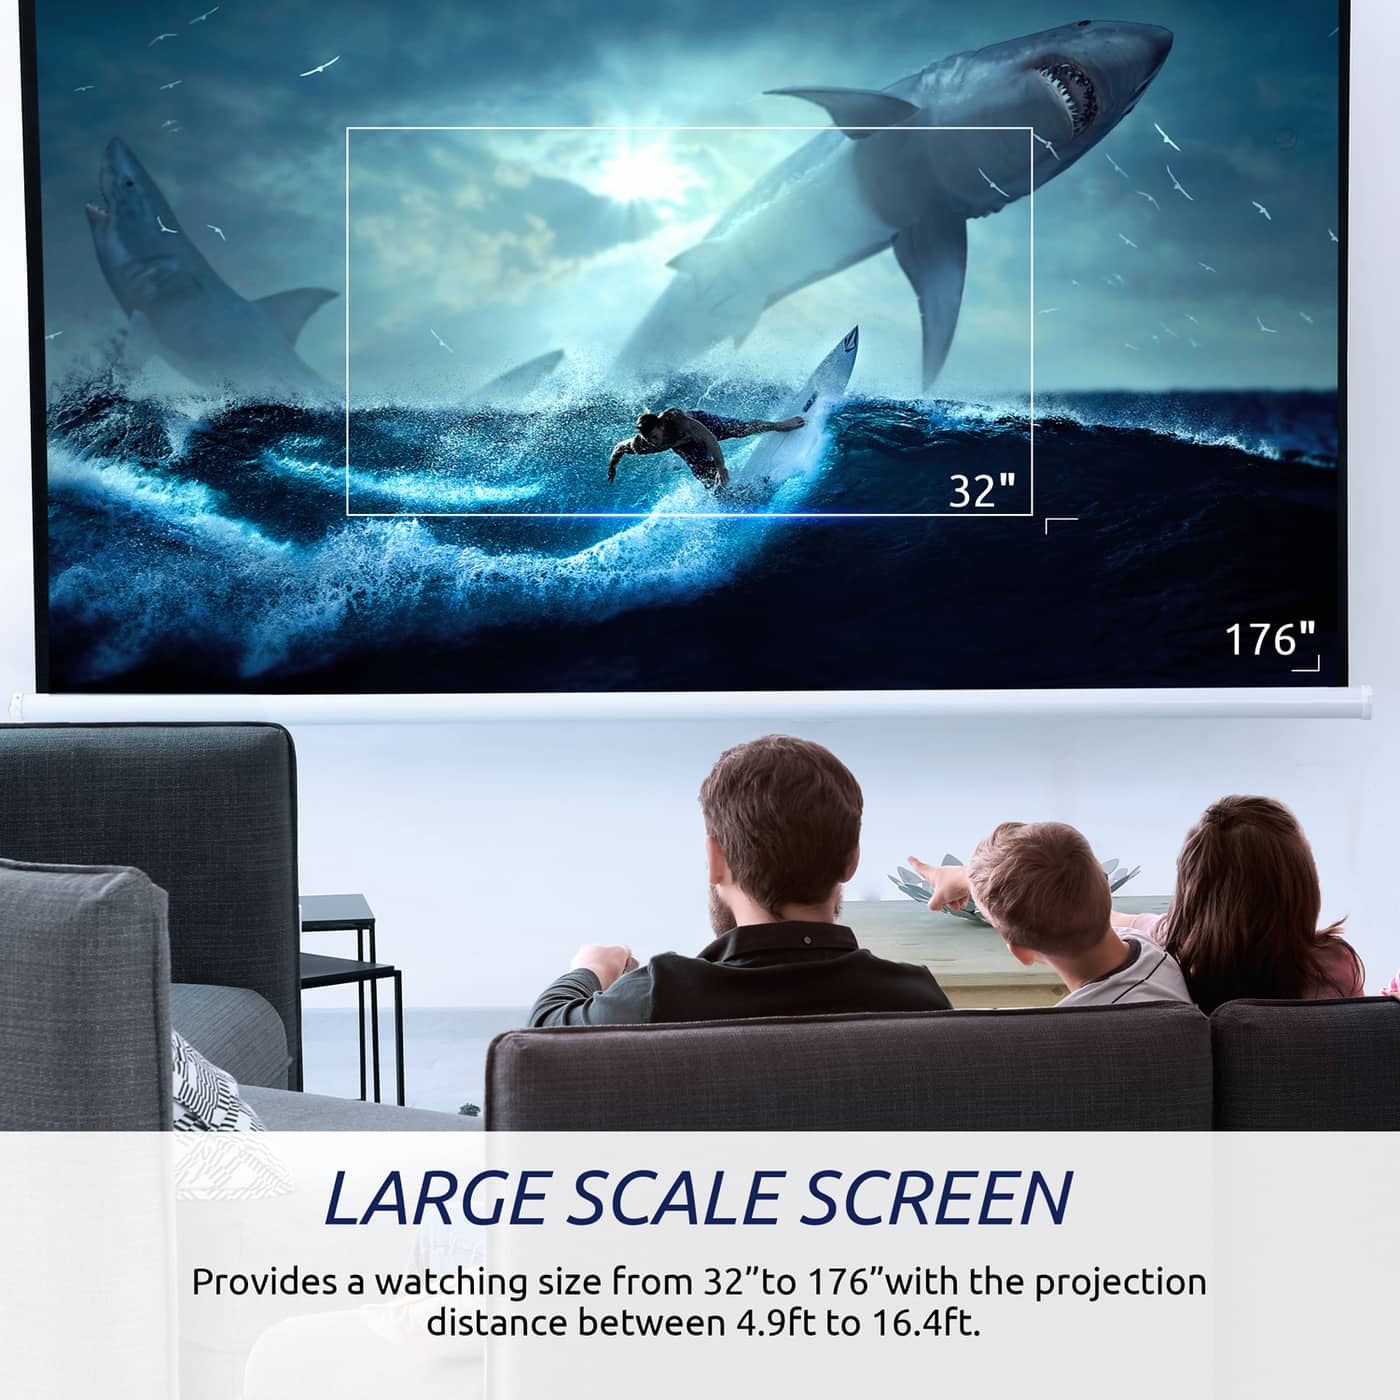 32"
176"
LARGE SCALE SCREEN
Provides a watching size from 32”to 176”with the projection
distance between 4.9ft to 16.4ft.